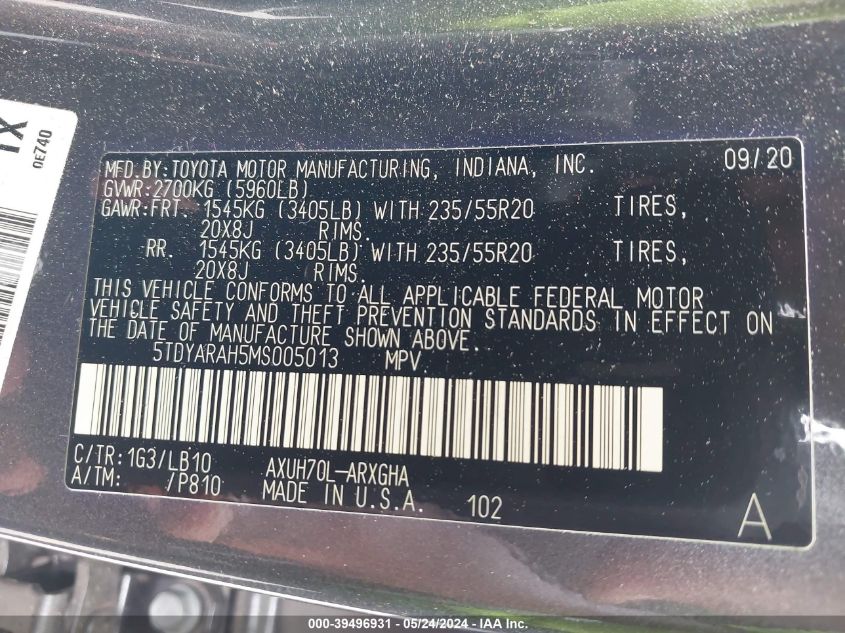 1X
0E740
MFD.BY:TOYOTA MOTOR MANUFACTURING, INDIANA, INC. 09/20
GVWR:2700KG (5960LB)
GAWR:FRT 1545KG (3405LB) WITH 235/55R20 TIRES,
20X8J RIMS
RR. 1545KG (3405LB) WITH 235/55R20 TIRES,
20X8J RIMS.
THIS VEHICLE CONFORMS TO ALL APPLICABLE FEDERAL MOTOR
VEHICLE SAFETY AND THEFT PREVENTION STANDARDS IN EFFECT ON
THE DATE OF MANUFACTURE SHOWN ABOVE.
5TDYARAH5MS005013 MPV
C/TR:1G3/LB10 AXUH70L-ARXGHA
A/TM: /P810 MADE IN U.S.A. 102
A
000-39496931 - 05/24/2024 - IAA Inc.